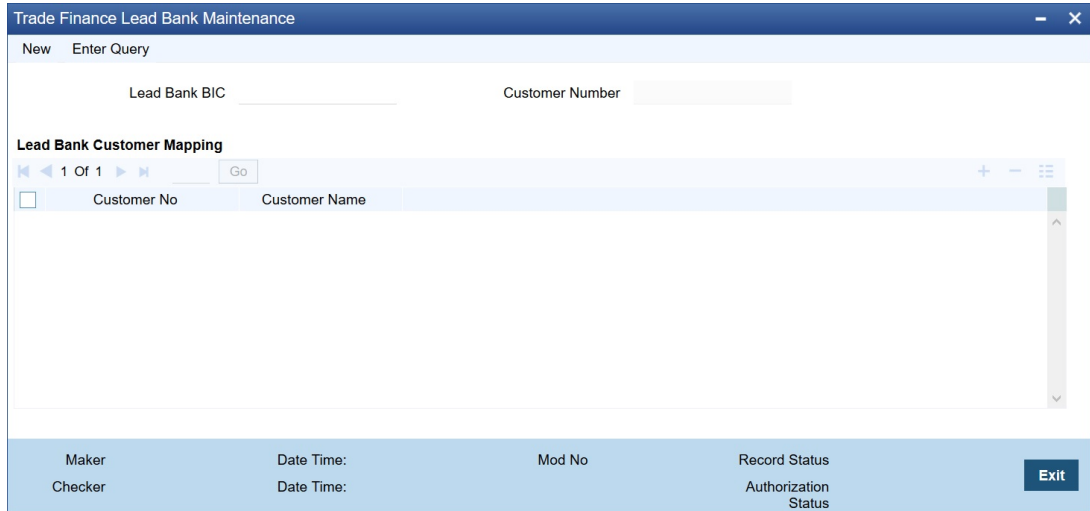 Trade Finance Lead Bank Maintenance
New Enter Query
Lead Bank BIC Customer Number
Lead Bank Customer Mapping
1 Of 1 Go
Customer No Customer Name
Maker Date Time: Mod No Record Status
Checker Date Time: Authorization Status
Exit